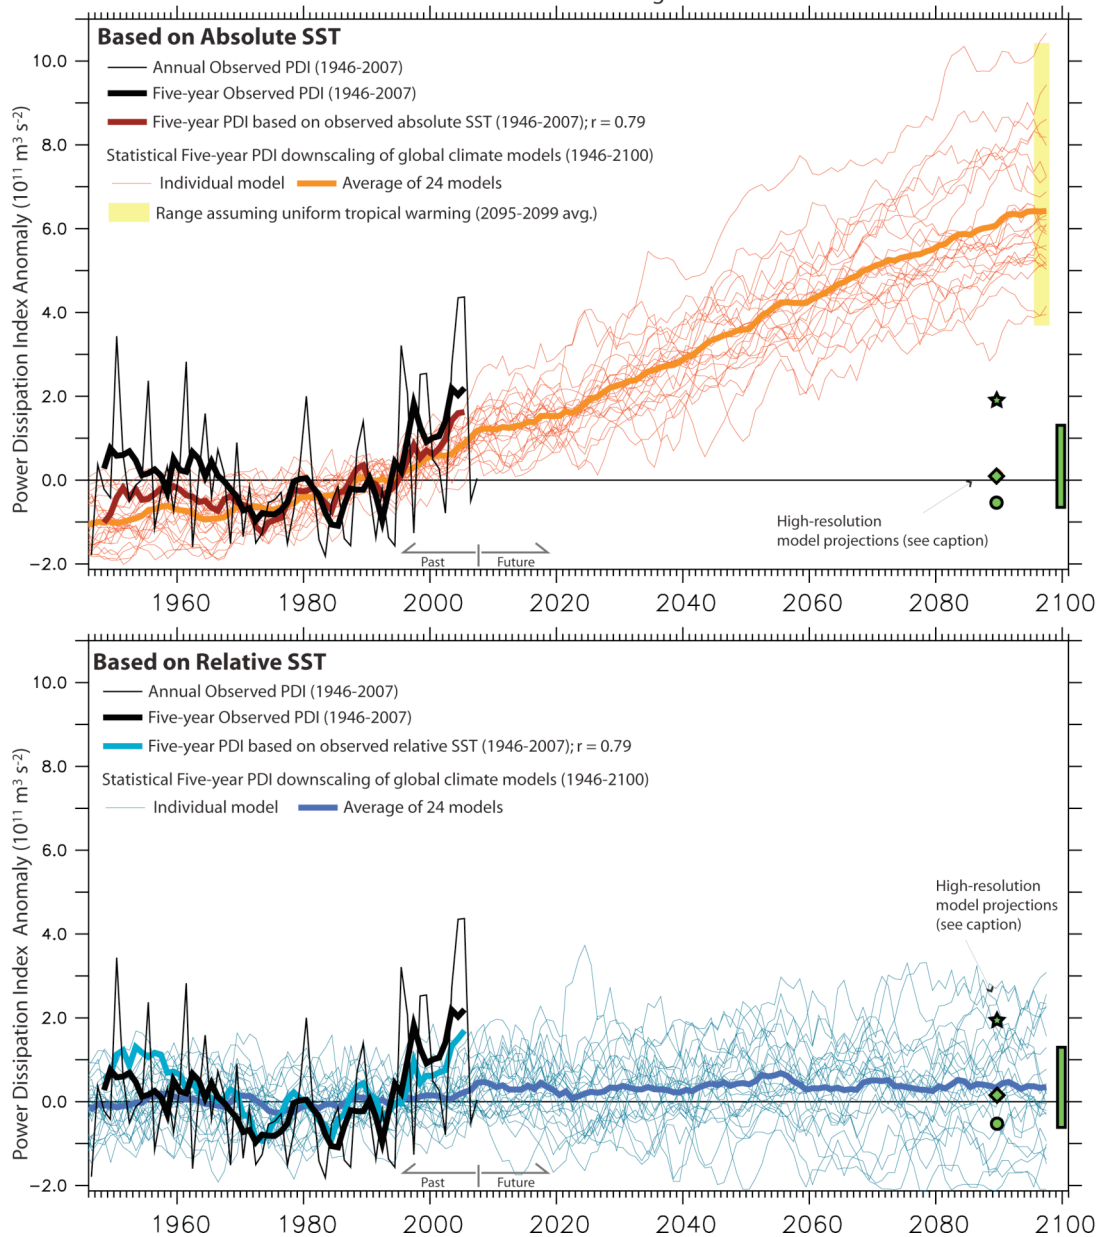 Based on Absolute SST
Annual Observed PDI (1946-2007)
Five-year Observed PDI (1946-2007)
Five-year PDI based on observed absolute SST (1946-2007); r = 0.79
Statistical Five-year PDI downscaling of global climate models (1946-2100)
Individual model Average of 24 models
Range assuming uniform tropical warming (2095-2099 avg.)
Power Dissipation Index Anomaly (10¹¹ m³ s⁻²)
10.0
8.0
6.0
4.0
2.0
0.0
−2.0
High-resolution
model projections (see caption)
Past Future
1960 1980 2000 2020 2040 2060 2080 2100
Based on Relative SST
Annual Observed PDI (1946-2007)
Five-year Observed PDI (1946-2007)
Five-year PDI based on observed relative SST (1946-2007); r = 0.79
Statistical Five-year PDI downscaling of global climate models (1946-2100)
Individual model Average of 24 models
Power Dissipation Index Anomaly (10¹¹ m³ s⁻²)
10.0
8.0
6.0
4.0
2.0
0.0
−2.0
High-resolution
model projections
(see caption)
Past Future
1960 1980 2000 2020 2040 2060 2080 2100